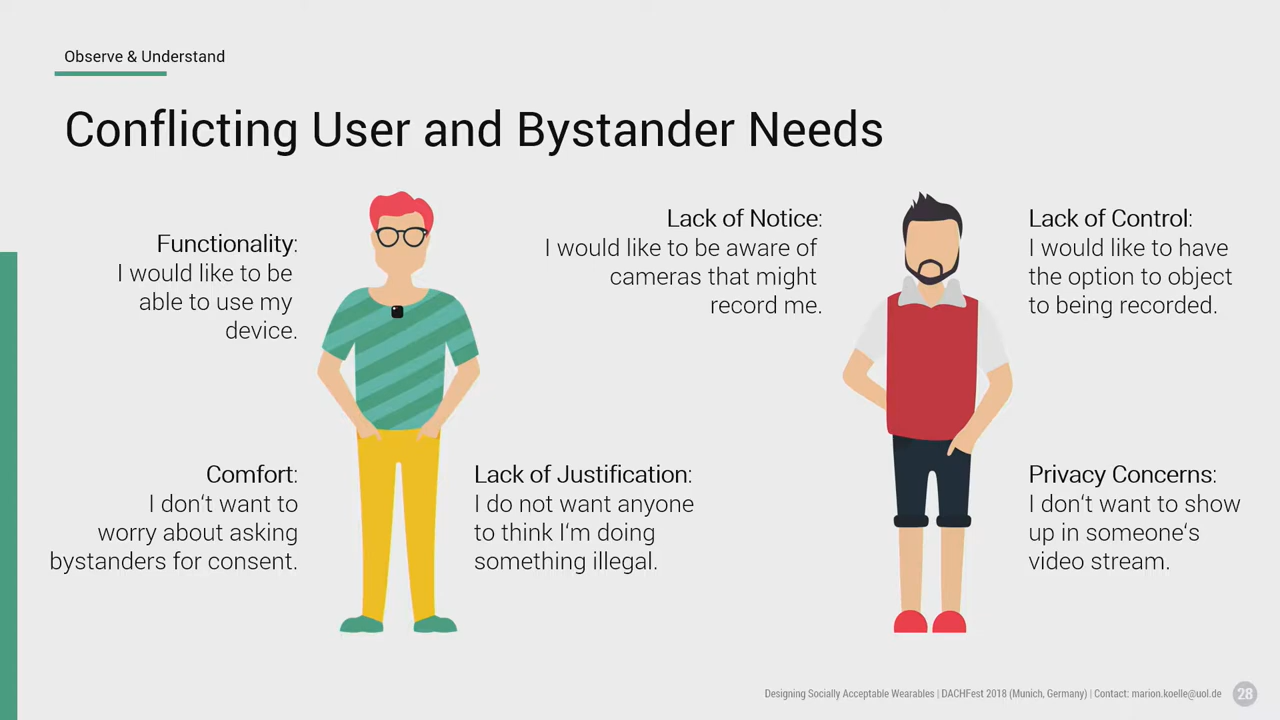 Observe & Understand
Conflicting User and Bystander Needs
Functionality:
I would like to be
able to use my
device.
Comfort:
I don‘t want to
worry about asking
bystanders for consent.
Lack of Justification:
I do not want anyone
to think I‘m doing
something illegal.
Lack of Notice:
I would like to be aware of
cameras that might
record me.
Lack of Control:
I would like to have
the option to object
to being recorded.
Privacy Concerns:
I don‘t want to show
up in someone‘s
video stream.
Designing Socially Acceptable Wearables | DACHFest 2018 (Munich, Germany) | Contact: marion.koelle@uol.de 28